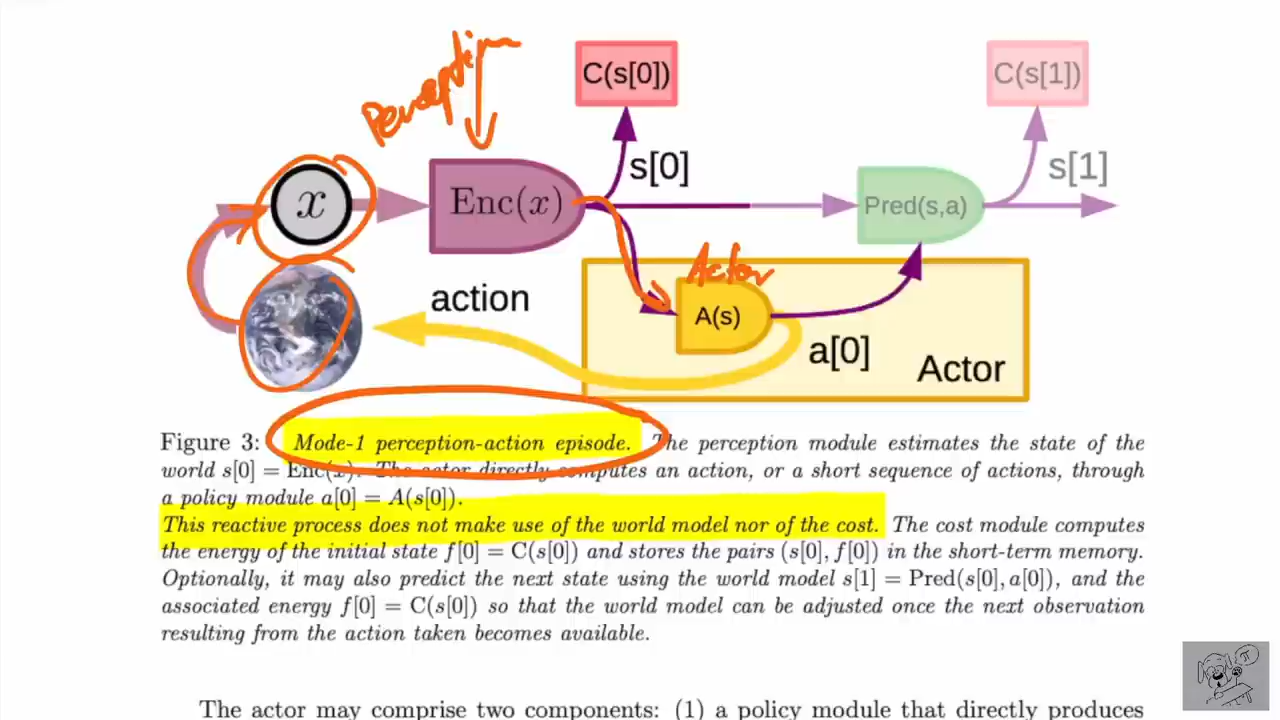 Perception
C(s[0])
C(s[1])
s[0]
s[1]
x
Enc(x)
Pred(s,a)
Actor
action
A(s)
a[0]
Actor
Figure 3: Mode-1 perception-action episode. The perception module estimates the state of the
world s[0] = Enc(x). The actor directly computes an action, or a short sequence of actions, through
a policy module a[0] = A(s[0]).
This reactive process does not make use of the world model nor of the cost. The cost module computes
the energy of the initial state f[0] = C(s[0]) and stores the pairs (s[0], f[0]) in the short-term memory.
Optionally, it may also predict the next state using the world model s[1] = Pred(s[0], a[0]), and the
associated energy f[0] = C(s[0]) so that the world model can be adjusted once the next observation
resulting from the action taken becomes available.
π
The actor may comprise two components: (1) a policy module that directly produces